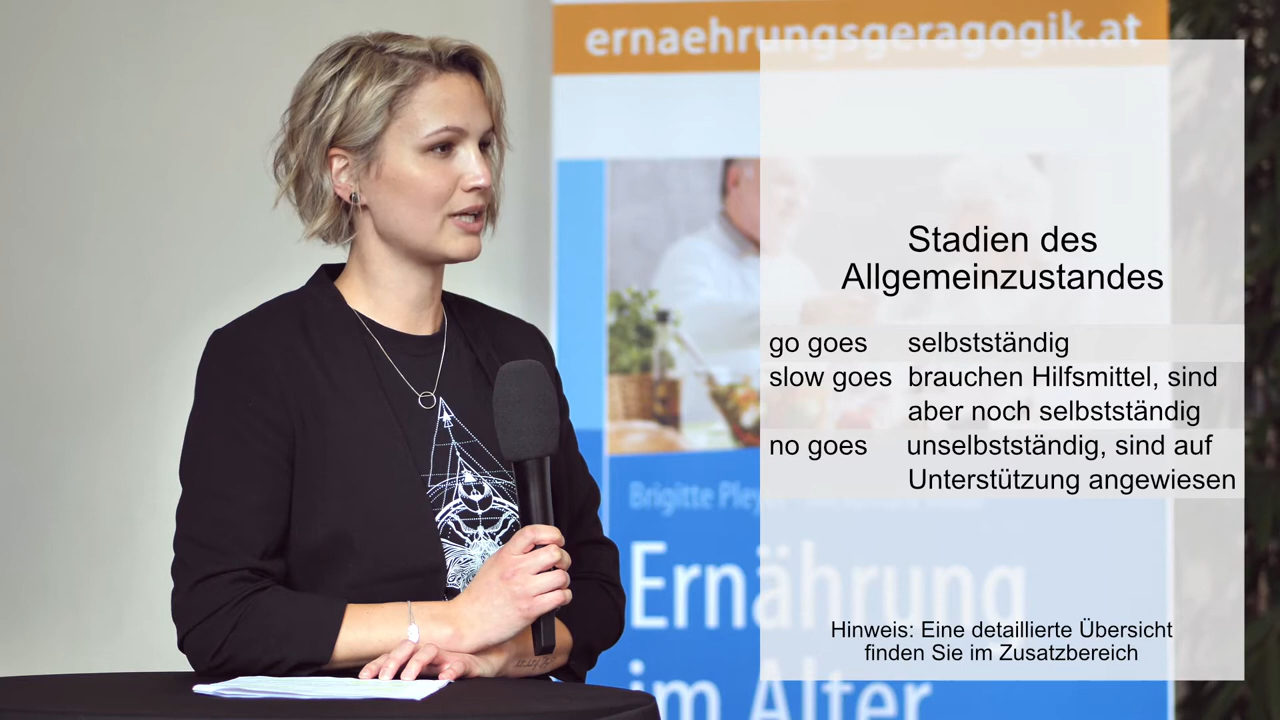 ernaehrungsgeragogik.at
Stadien des
Allgemeinzustandes
go goes selbstständig
slow goes brauchen Hilfsmittel, sind
aber noch selbstständig
no goes unselbstständig, sind auf
Unterstützung angewiesen
Brigitte
Ernährung
im Alter
Hinweis: Eine detaillierte Übersicht
finden Sie im Zusatzbereich